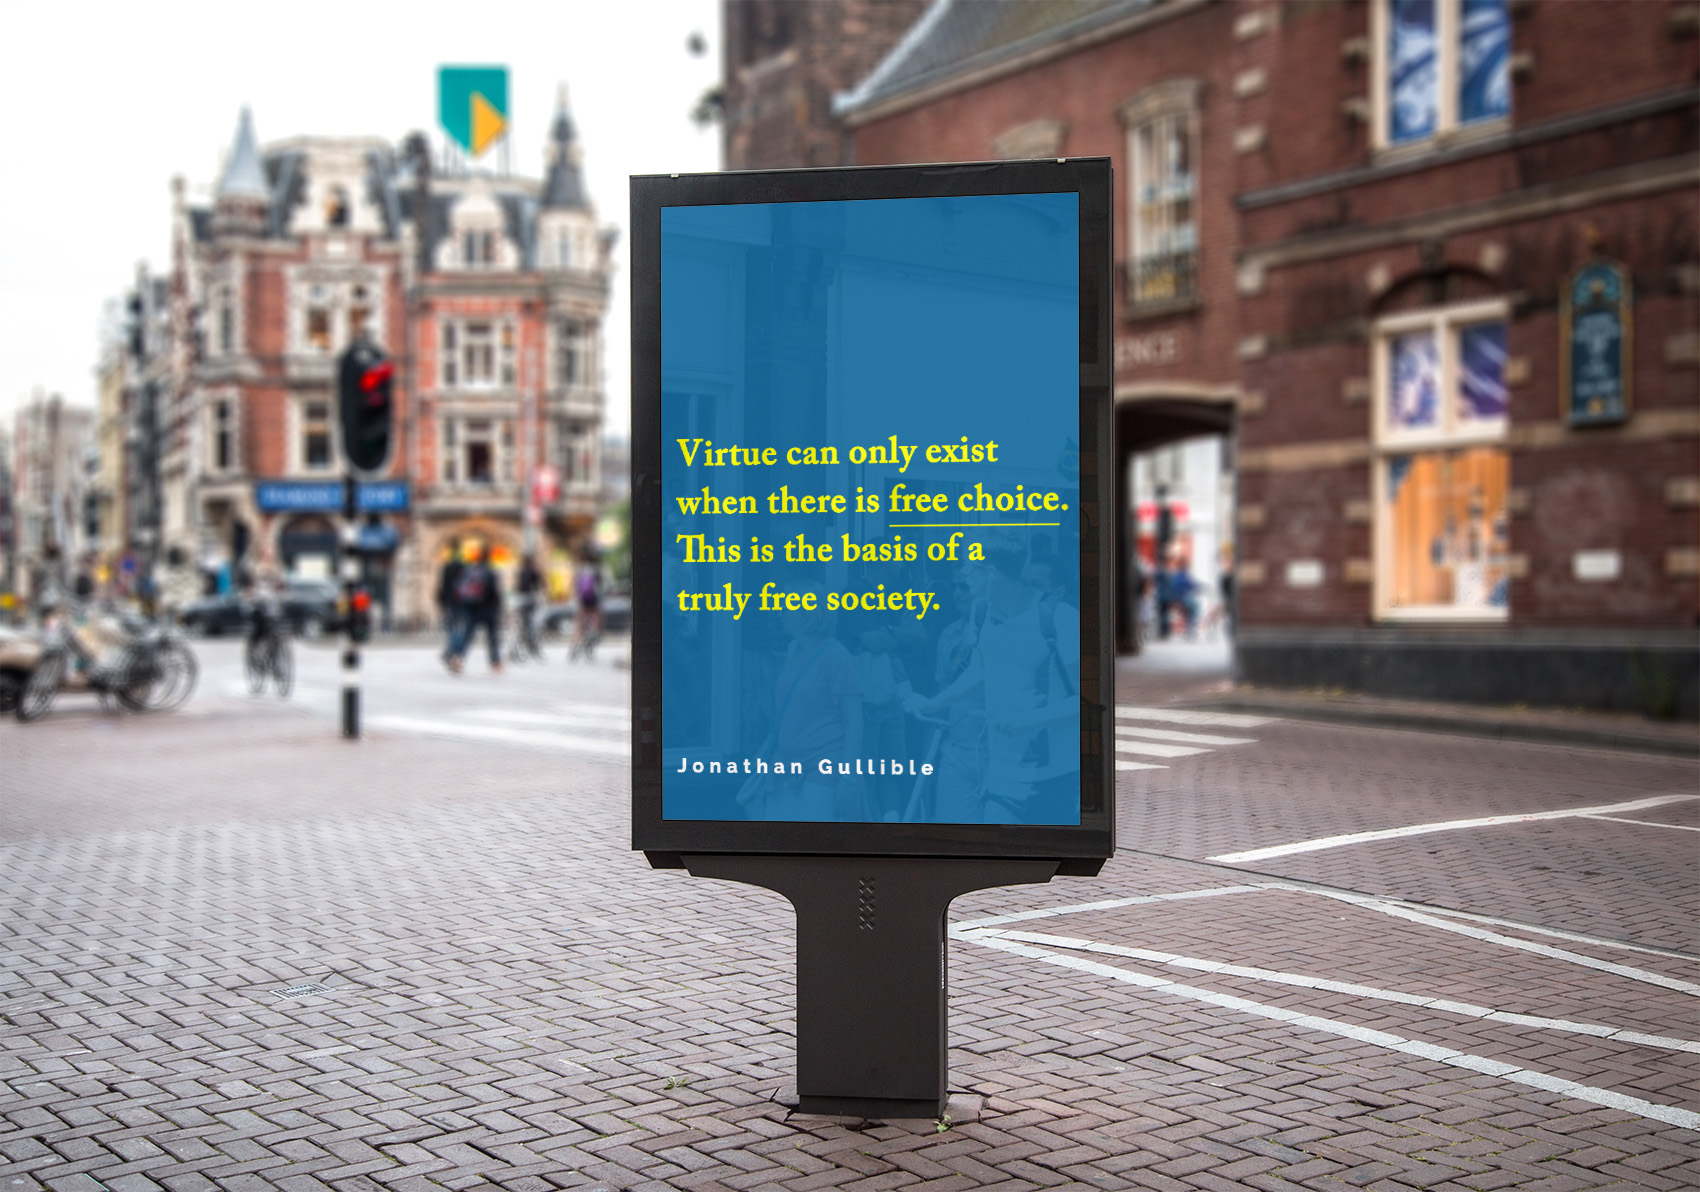 Virtue can only exist
when there is free choice.
This is the basis of a
truly free society.
Jonathan Gullible